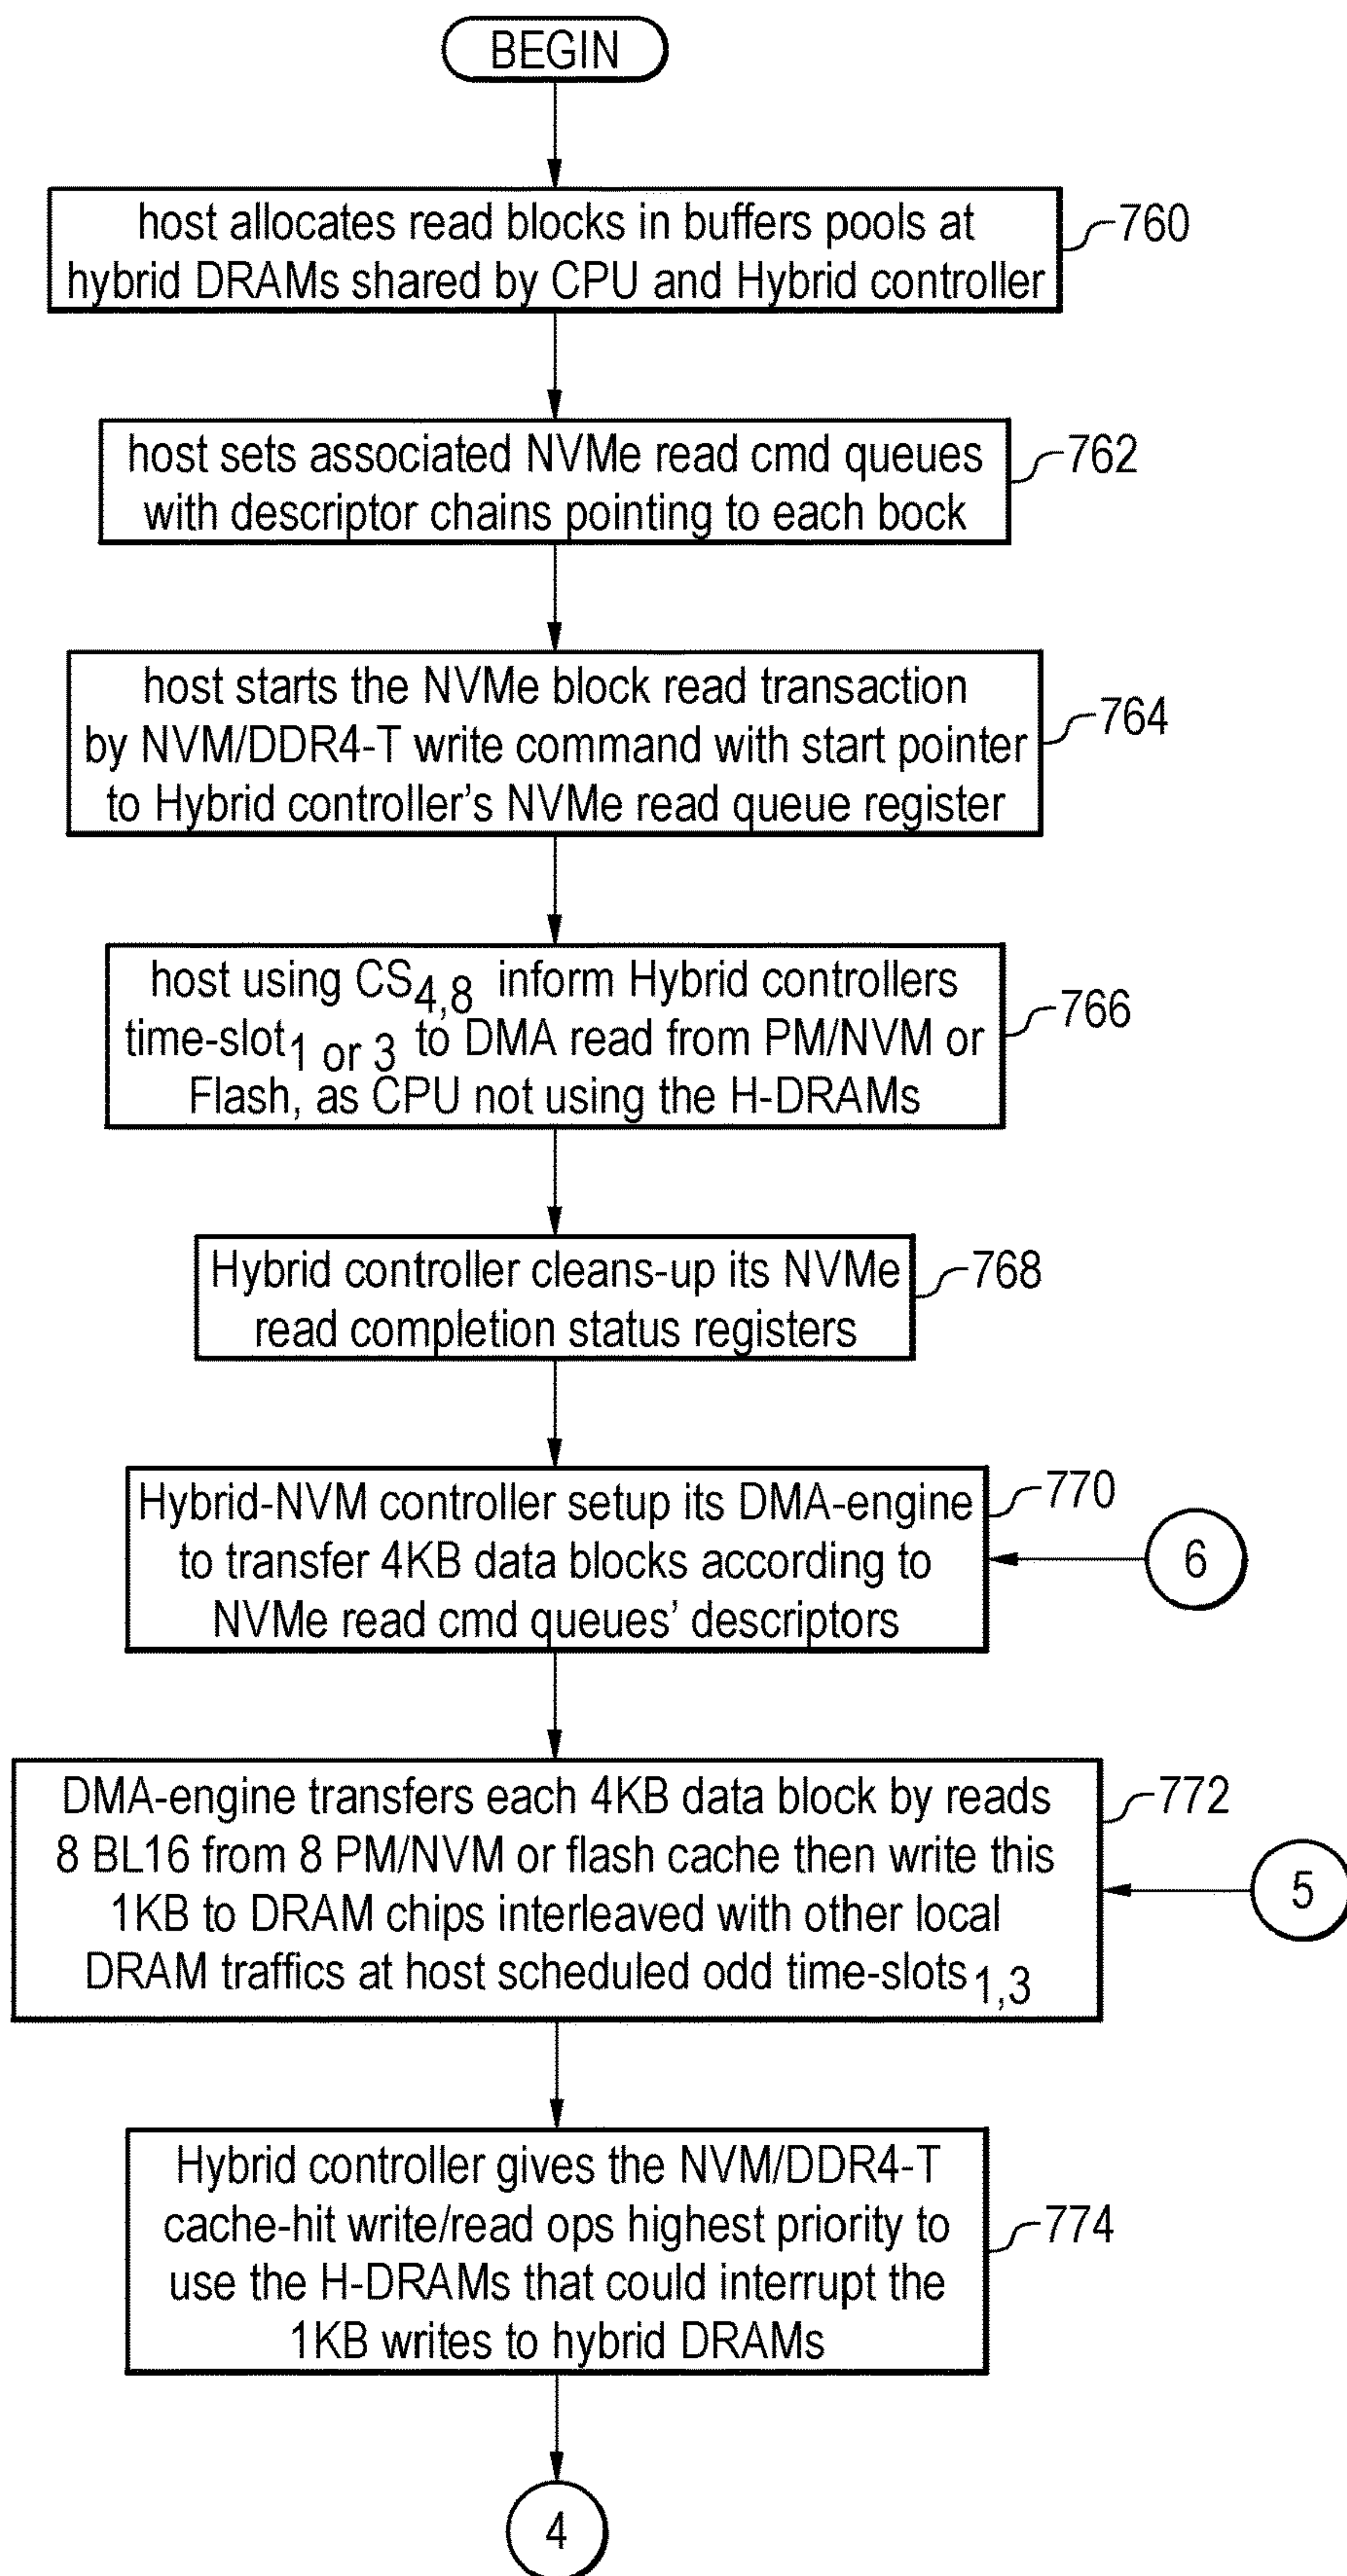 BEGIN
host allocates read blocks in buffers pools at
hybrid DRAMs shared by CPU and Hybrid controller
760
host sets associated NVMe read cmd queues
with descriptor chains pointing to each bock
762
host starts the NVMe block read transaction
by NVM/DDR4-T write command with start pointer
to Hybrid controller's NVMe read queue register
764
host using CS4,8 inform Hybrid controllers
time-slot1 or 3 to DMA read from PM/NVM or
Flash, as CPU not using the H-DRAMs
766
Hybrid controller cleans-up its NVMe
read completion status registers
768
Hybrid-NVM controller setup its DMA-engine
to transfer 4KB data blocks according to
NVMe read cmd queues' descriptors
770
6
DMA-engine transfers each 4KB data block by reads
8 BL16 from 8 PM/NVM or flash cache then write this
1KB to DRAM chips interleaved with other local
DRAM traffics at host scheduled odd time-slots1,3
772
5
Hybrid controller gives the NVM/DDR4-T
cache-hit write/read ops highest priority to
use the H-DRAMs that could interrupt the
1KB writes to hybrid DRAMs
774
4